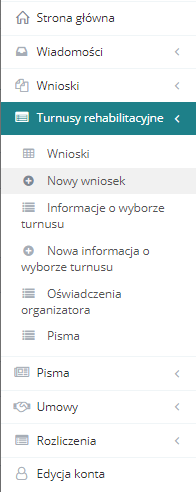 Strona główna
Wiadomości
Wnioski
Turnusy rehabilitacyjne
Wnioski
Nowy wniosek
Informacje o wyborze
turnusu
Nowa informacja o
wyborze turnusu
Oświadczenia
organizatora
Pisma
Pisma
Umowy
Rozliczenia
Edycja konta